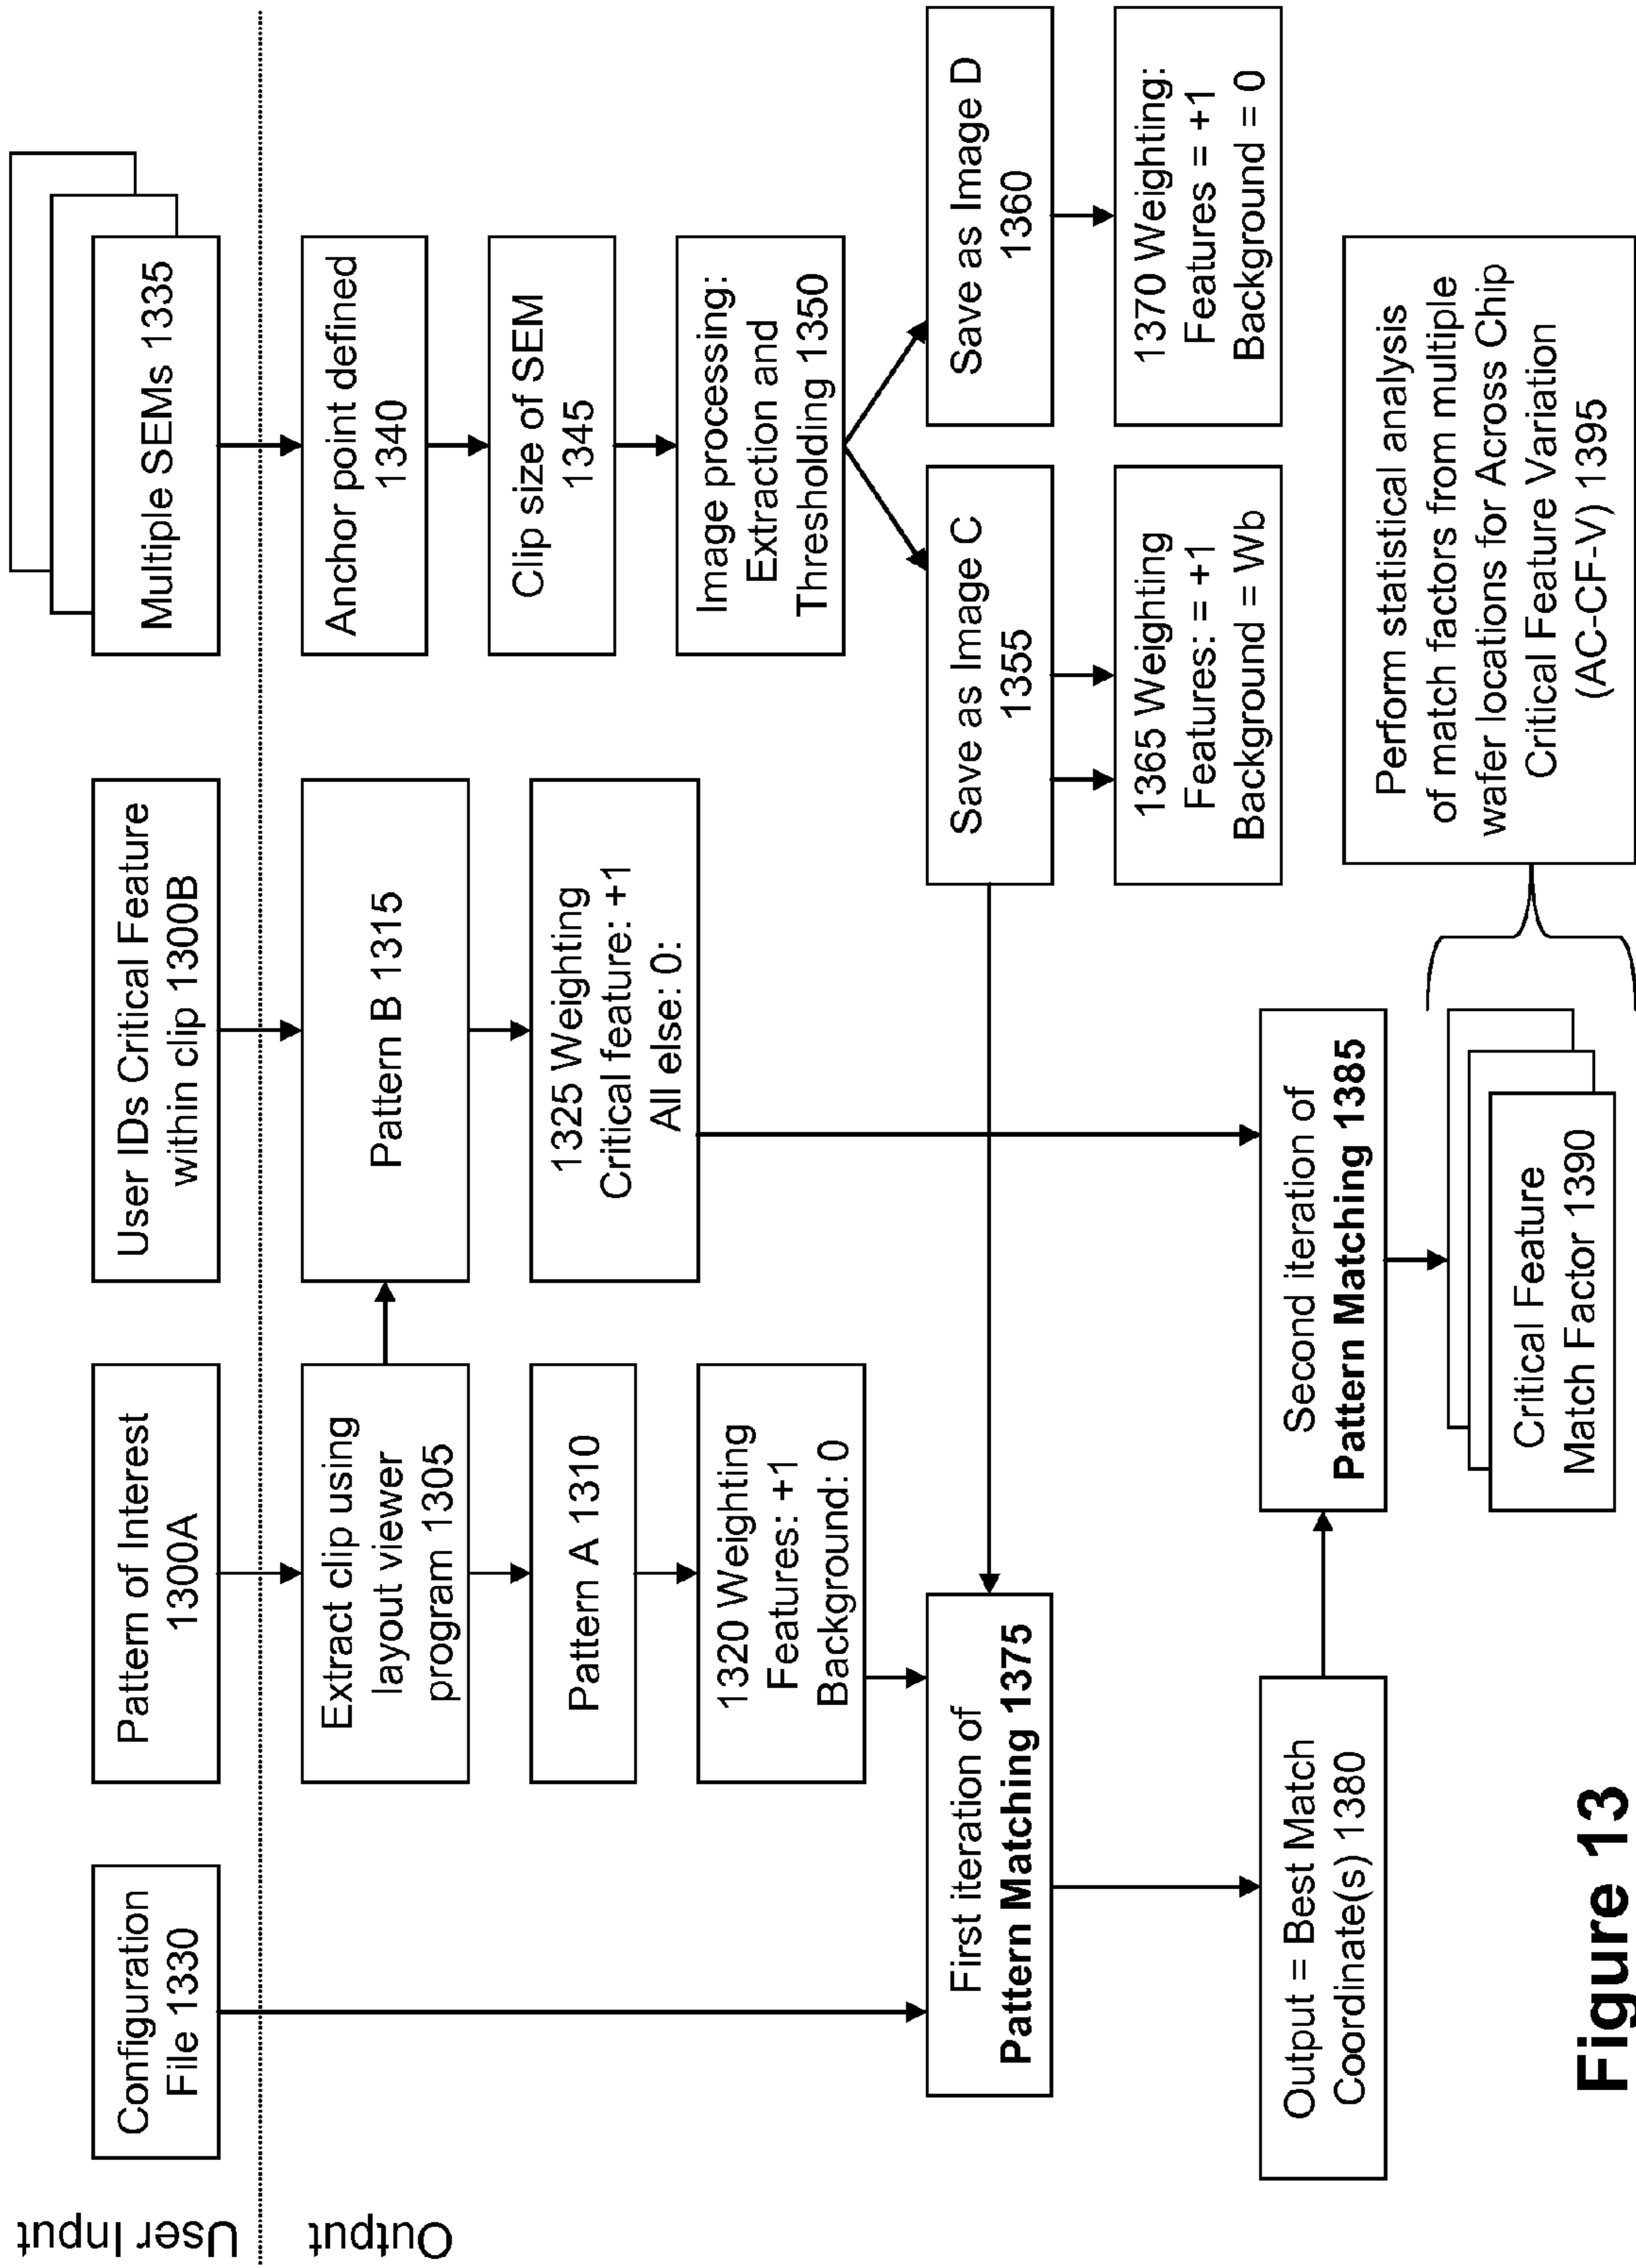 User Input
Output
Configuration
File 1330
Pattern of Interest
1300A
User IDs Critical Feature
within clip 1300B
Multiple SEMs 1335
Extract clip using
layout viewer
program 1305
Pattern B 1315
Anchor point defined
1340
Pattern A 1310
1325 Weighting
Critical feature: +1
All else: 0:
Clip size of SEM
1345
1320 Weighting
Features: +1
Background: 0
Image processing:
Extraction and
Thresholding 1350
First iteration of
Pattern Matching 1375
Save as Image C
1355
Save as Image D
1360
1365 Weighting
Features: = +1
Background = Wb
1370 Weighting:
Features = +1
Background = 0
Output = Best Match
Coordinate(s) 1380
Second iteration of
Pattern Matching 1385
Critical Feature
Match Factor 1390
Perform statistical analysis
of match factors from multiple
wafer locations for Across Chip
Critical Feature Variation
(AC-CF-V) 1395
Figure 13